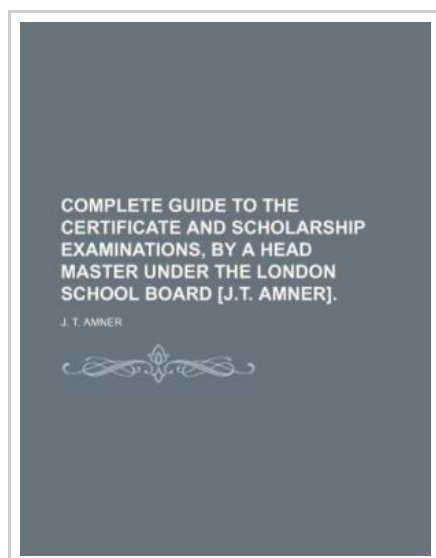 COMPLETE GUIDE TO THE
CERTIFICATE AND SCHOLARSHIP
EXAMINATIONS, BY A HEAD
MASTER UNDER THE LONDON
SCHOOL BOARD [J.T. AMNER].
J. T. AMNER